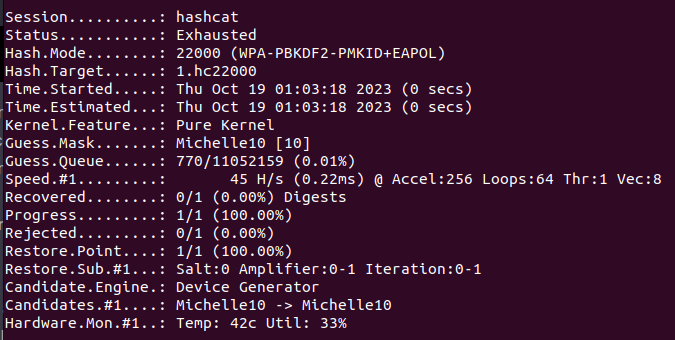 Session..........: hashcat
Status...........: Exhausted
Hash.Mode........: 22000 (WPA-PBKDF2-PMKID+EAPOL)
Hash.Target......: 1.hc22000
Time.Started.....: Thu Oct 19 01:03:18 2023 (0 secs)
Time.Estimated...: Thu Oct 19 01:03:18 2023 (0 secs)
Kernel.Feature...: Pure Kernel
Guess.Mask.......: Michelle10 [10]
Guess.Queue......: 770/11052159 (0.01%)
Speed.#1.........:       45 H/s (0.22ms) @ Accel:256 Loops:64 Thr:1 Vec:8
Recovered........: 0/1 (0.00%) Digests
Progress.........: 1/1 (100.00%)
Rejected.........: 0/1 (0.00%)
Restore.Point....: 1/1 (100.00%)
Restore.Sub.#1...: Salt:0 Amplifier:0-1 Iteration:0-1
Candidate.Engine.: Device Generator
Candidates.#1....: Michelle10 -> Michelle10
Hardware.Mon.#1..: Temp: 42c Util: 33%